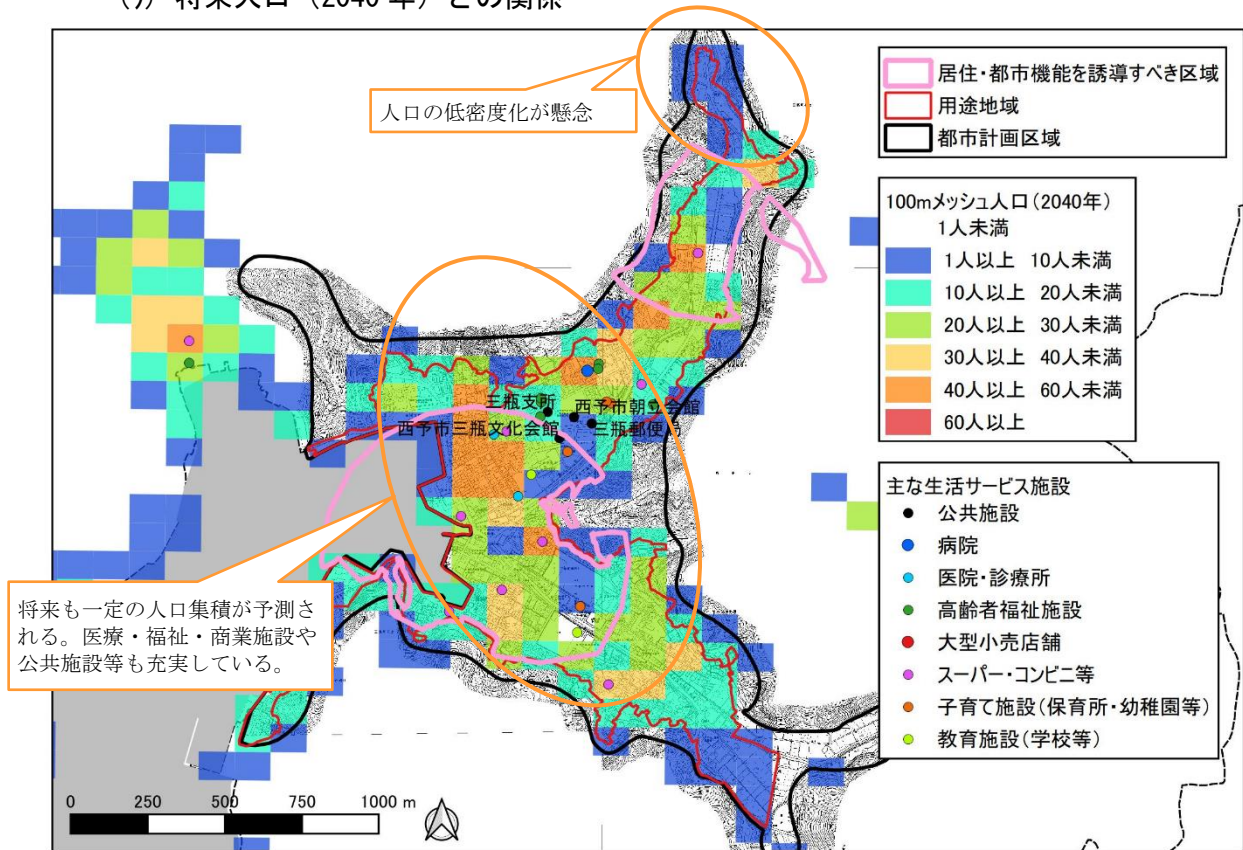 将来人口（2040 年）との関係
人口の低密度化が懸念
居住・都市機能を誘導すべき区域
用途地域
都市計画区域
100mメッシュ人口（2040年）
1人未満
1人以上 10人未満
10人以上 20人未満
20人以上 30人未満
30人以上 40人未満
40人以上 60人未満
60人以上
三瓶支所
西予市朝立会館
西予市三瓶文化会館
三瓶郵便局
主な生活サービス施設
公共施設
病院
医院・診療所
高齢者福祉施設
大型小売店舗
スーパー・コンビニ等
子育て施設（保育所・幼稚園等）
教育施設（学校等）
将来も一定の人口集積が予測さ
れる。医療・福祉・商業施設や
公共施設等も充実している。
0 250 500 750 1000 m